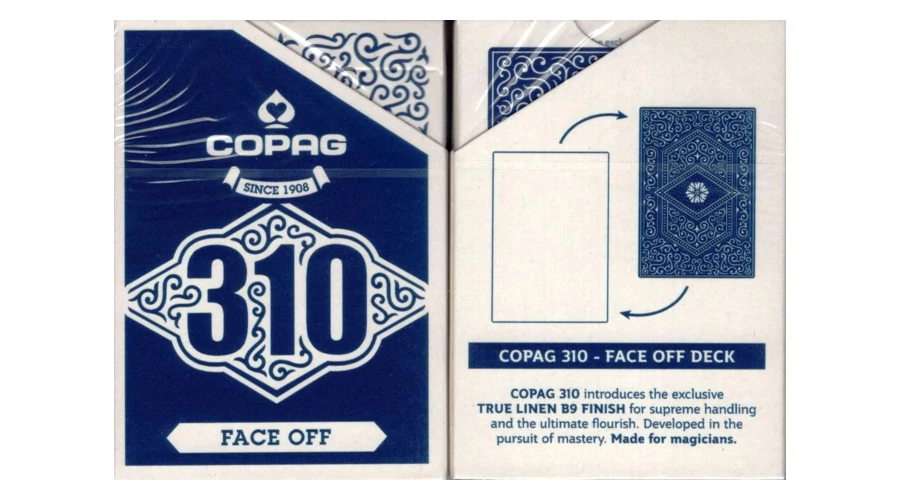 COPAG
SINCE 1908
310
FACE OFF
COPAG 310 - FACE OFF DECK
COPAG 310 introduces the exclusive
TRUE LINEN B9 FINISH for supreme handling
and the ultimate flourish. Developed in the
pursuit of mastery. Made for magicians.